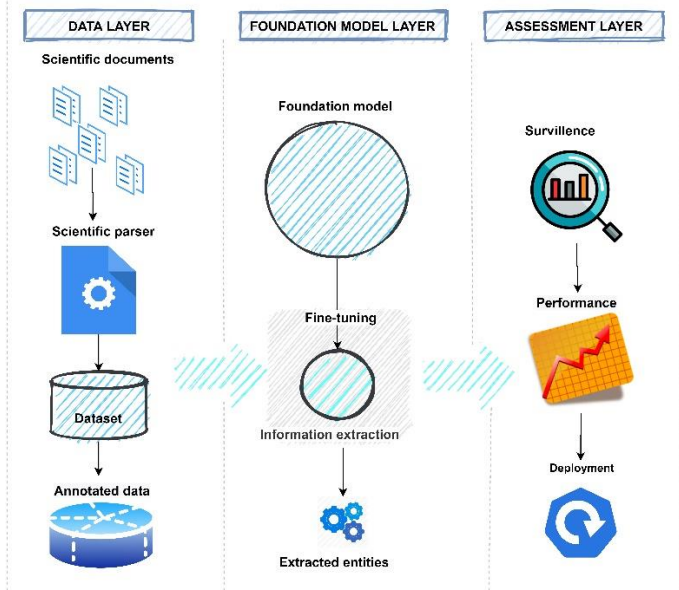 DATA LAYER
Scientific documents
Scientific parser
Dataset
Annotated data
FOUNDATION MODEL LAYER
Foundation model
Fine-tuning
Information extraction
Extracted entities
ASSESSMENT LAYER
Survillence
Performance
Deployment